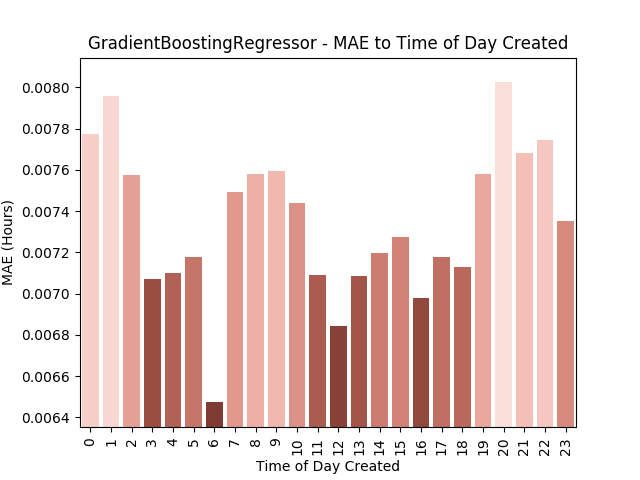 GradientBoostingRegressor - MAE to Time of Day Created
0.0080
0.0078
0.0076
0.0074
0.0072
0.0070
0.0068
0.0066
0.0064
MAE (Hours)
0 1 2 3 4 5 6 7 8 9 10 11 12 13 14 15 16 17 18 19 20 21 22 23
Time of Day Created